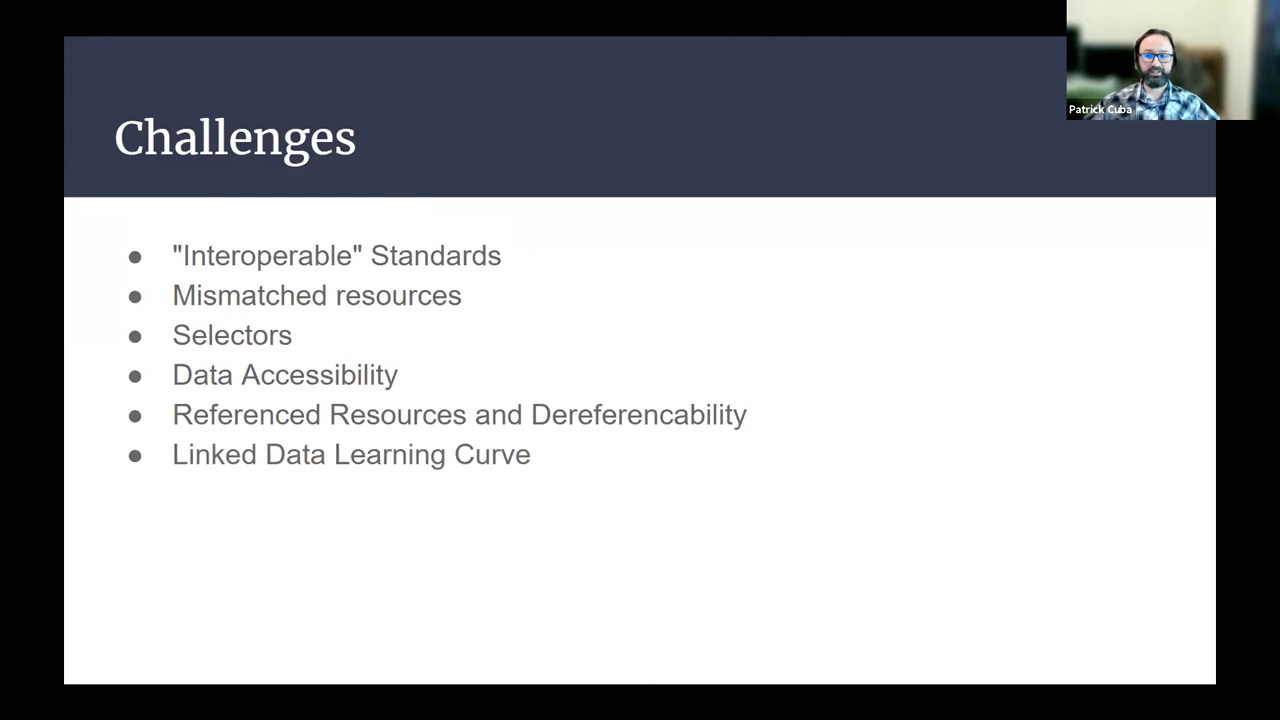 Patrick Cuba
Challenges
● "Interoperable" Standards
● Mismatched resources
● Selectors
● Data Accessibility
● Referenced Resources and Dereferencability
● Linked Data Learning Curve